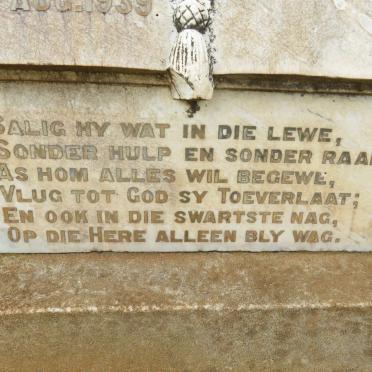 AUG. 1939
SALIG HY WAT IN DIE LEWE,
SONDER HULP EN SONDER RAAD
AS HOM ALLES WIL BEGEWE,
VLUG TOT GOD SY TOEVERLAAT;
EN OOK IN DIE SWARTSTE NAG,
OP DIE HERE ALLEEN BLY WAG.